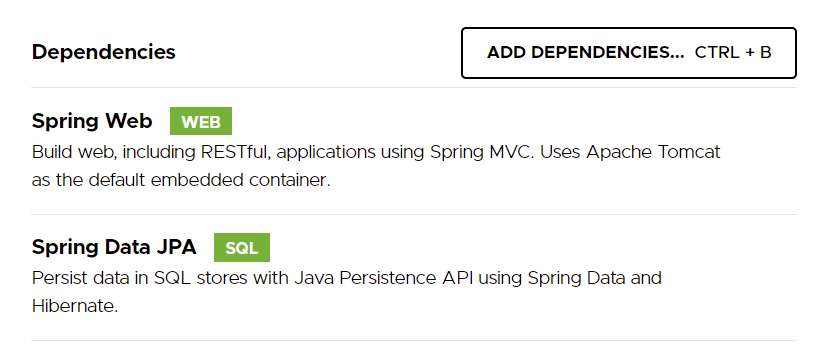 Dependencies
ADD DEPENDENCIES... CTRL + B
Spring Web WEB
Build web, including RESTful, applications using Spring MVC. Uses Apache Tomcat
as the default embedded container.
Spring Data JPA SQL
Persist data in SQL stores with Java Persistence API using Spring Data and
Hibernate.